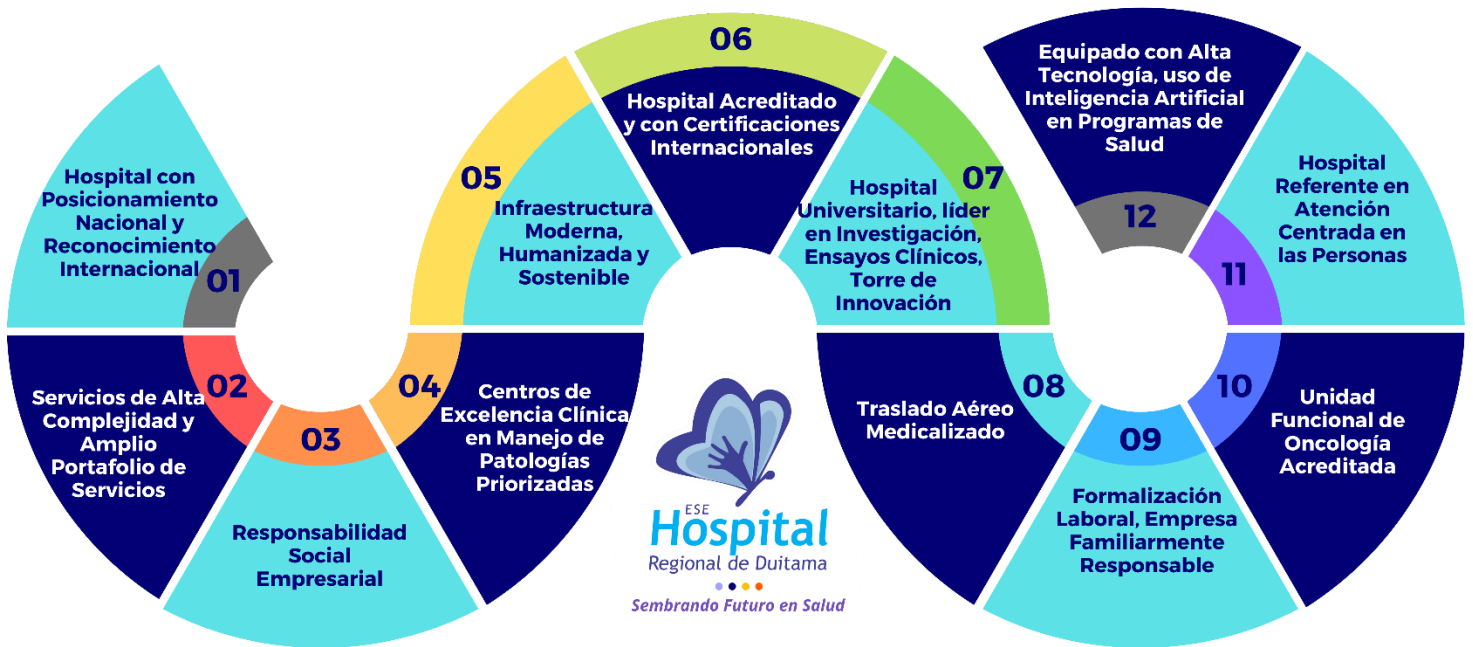 01
Hospital con
Posicionamiento
Nacional y
Reconocimiento
Internacional
02
Servicios de Alta
Complejidad y
Amplio
Portafolio de
Servicios
03
Responsabilidad
Social
Empresarial
04
Centros de
Excelencia Clínica
en Manejo de
Patologías
Priorizadas
05
Infraestructura
Moderna,
Humanizada y
Sostenible
06
Hospital Acreditado
y con Certificaciones
Internacionales
07
Hospital
Universitario, líder
en Investigación,
Ensayos Clínicos,
Torre de
Innovación
08
Traslado Aéreo
Medicalizado
09
Formalización
Laboral, Empresa
Familiarmente
Responsable
10
Unidad
Funcional de
Oncología
Acreditada
11
Hospital
Referente en
Atención
Centrada en
las Personas
12
Equipado con Alta
Tecnología, uso de
Inteligencia Artificial
en Programas de
Salud
ESE
Hospital
Regional de Duitama
Sembrando Futuro en Salud